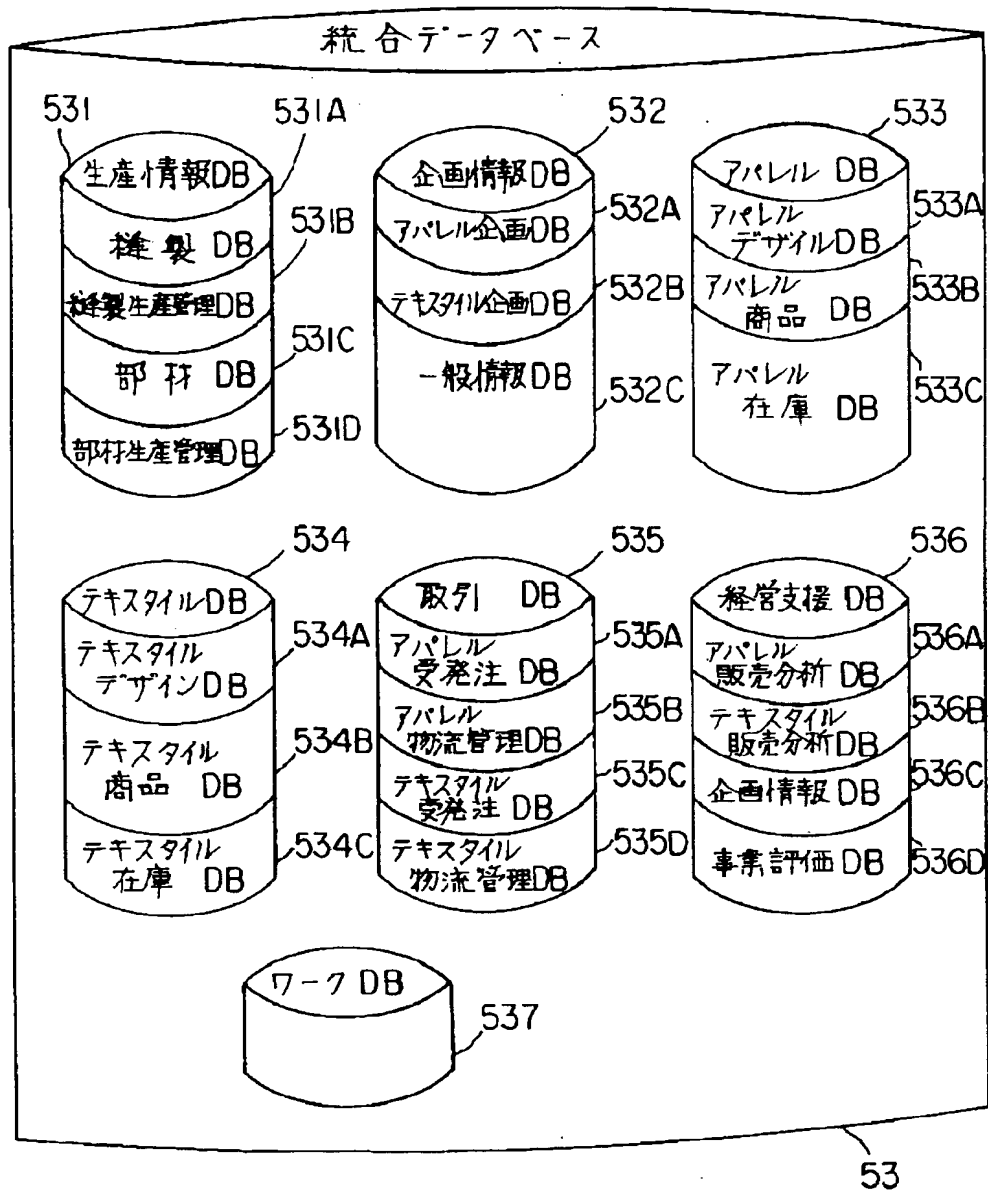 統合データベース
531
531A
532
533
生産情報DB
企画情報DB
アパレル DB
縫製 DB
531B
アパレル企画DB
532A
アパレル
デザイルDB
533A
縫製生産管理DB
テキスタイル企画DB
532B
アパレル
商品 DB
533B
部材 DB
531C
一般情報DB
532C
アパレル
在庫 DB
533C
部材生産管理DB
531D
534
535
536
テキスタイルDB
取引 DB
経営支援 DB
テキスタイル
デザインDB
534A
アパレル
受発注 DB
535A
アパレル
販売分析DB
536A
テキスタイル
商品 DB
534B
アパレル
物流管理DB
535B
テキスタイル
販売分析DB
536B
テキスタイル
受発注 DB
535C
企画情報DB
536C
テキスタイル
在庫 DB
534C
テキスタイル
物流管理DB
535D
事業評価DB
536D
ワークDB
537
53